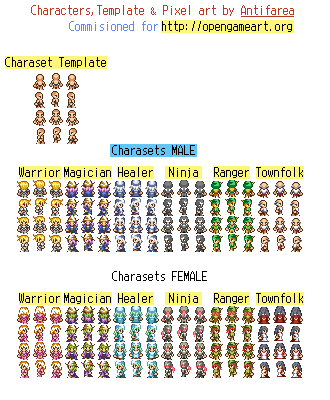 Characters,Template & Pixel art by Antifarea
Commisioned for http://opengameart.org
Charaset Template
Charasets MALE
Warrior Magician Healer Ninja Ranger Townfolk
Charasets FEMALE
Warrior Magician Healer Ninja Ranger Townfolk